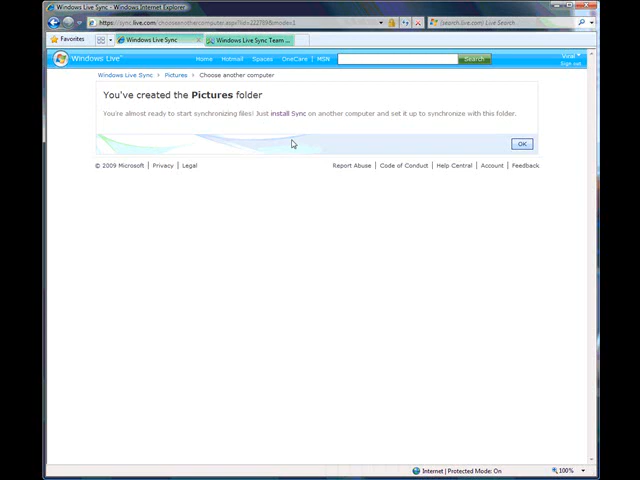 Windows Live Sync - Windows Internet Explorer
https://sync.live.com/chooseanothercomputer.aspx
(search.live.com) Live Search
Favorites
Windows Live Sync
Windows Live Sync Team ...
Windows Live™
Home
Hotmail
Spaces
OneCare
MSN
Search
Viral
Sign out
Windows Live Sync
Pictures
Choose another computer
You've created the Pictures folder
You're almost ready to start synchronizing files! Just install Sync on another computer and set it up to synchronize with this folder.
OK
© 2009 Microsoft
Privacy
Legal
Report Abuse
Code of Conduct
Help Central
Account
Feedback
Internet | Protected Mode: On
100%